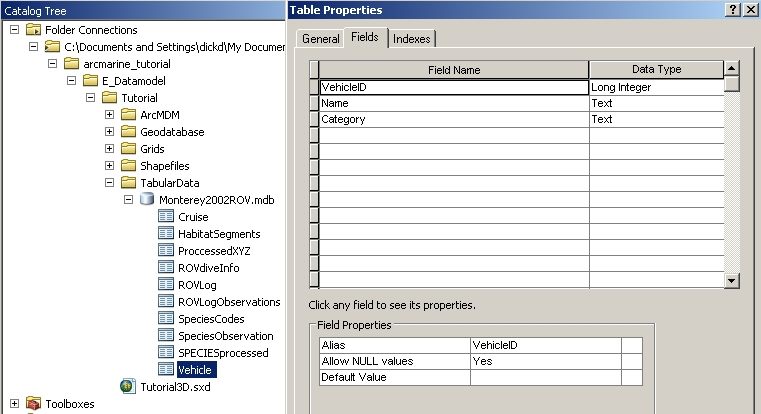 Catalog Tree
Folder Connections
C:\Documents and Settings\dickd\My Docume
arcmarine_tutorial
E_Datamodel
Tutorial
ArcMDM
Geodatabase
Grids
Shapefiles
TabularData
Monterey2002ROV.mdb
Cruise
HabitatSegments
ProccessedXYZ
ROVdiveInfo
ROVLog
ROVLogObservations
SpeciesCodes
SpeciesObservation
SPECIESprocessed
Vehicle
Tutorial3D.sxd
Toolboxes
Table Properties
General Fields Indexes
Field Name Data Type
VehicleID Long Integer
Name Text
Category Text
Click any field to see its properties.
Field Properties
Alias VehicleID
Allow NULL values Yes
Default Value